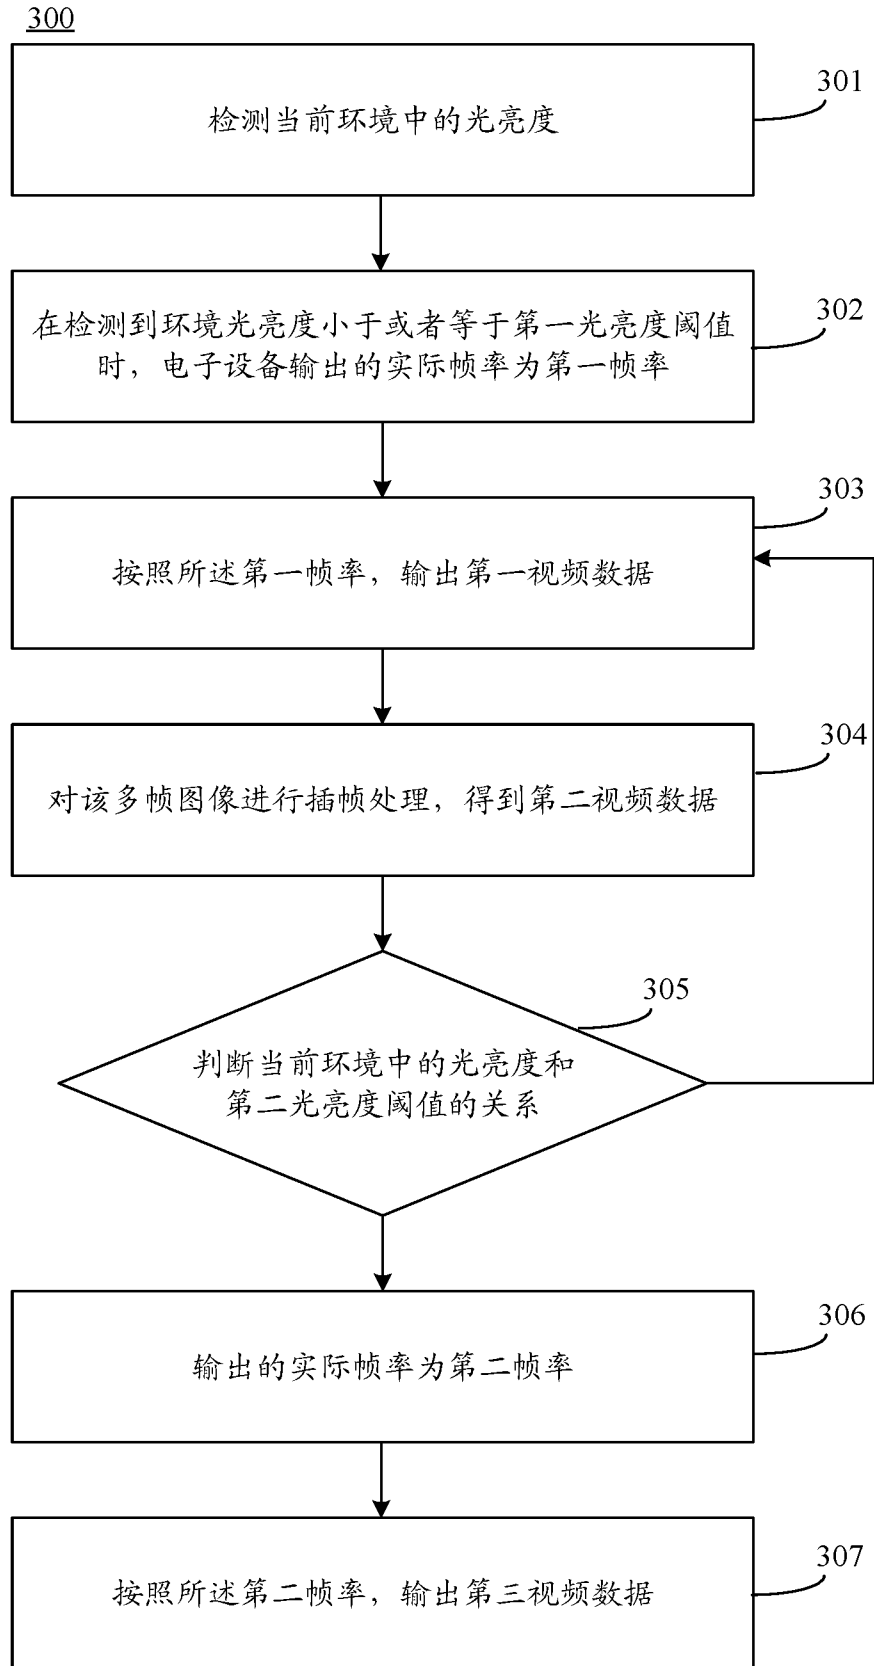 300
301
检测当前环境中的光亮度
302
在检测到环境光亮度小于或者等于第一光亮度阈值
时，电子设备输出的实际帧率为第一帧率
303
按照所述第一帧率，输出第一视频数据
304
对该多帧图像进行插帧处理，得到第二视频数据
305
判断当前环境中的光亮度和
第二光亮度阈值的关系
306
输出的实际帧率为第二帧率
307
按照所述第二帧率，输出第三视频数据